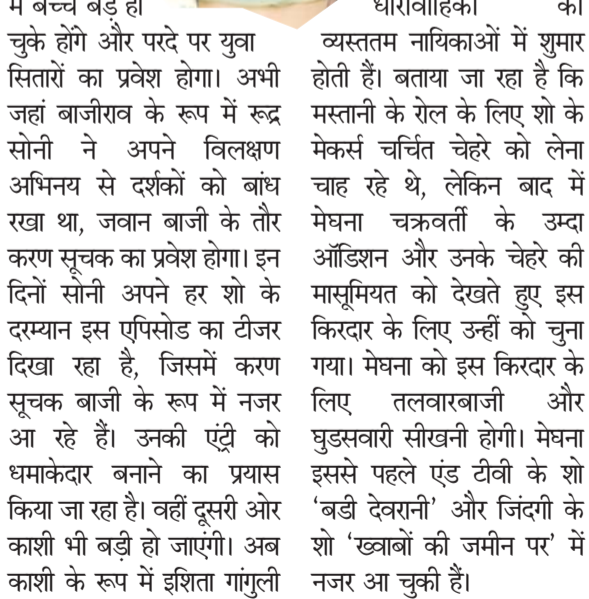 में बच्चे बड़े हो
चुके होंगे और परदे पर युवा
सितारों का प्रवेश होगा। अभी
जहां बाजीराव के रूप में रूद्र
सोनी ने अपने विलक्षण
अभिनय से दर्शकों को बांध
रखा था, जवान बाजी के तौर
करण सूचक का प्रवेश होगा। इन
दिनों सोनी अपने हर शो के
दरम्यान इस एपिसोड का टीजर
दिखा रहा है, जिसमें करण
सूचक बाजी के रूप में नजर
आ रहे हैं। उनकी एंट्री को
धमाकेदार बनाने का प्रयास
किया जा रहा है। वहीं दूसरी ओर
काशी भी बड़ी हो जाएंगी। अब
काशी के रूप में इशिता गांगुली
धारावाहिकों की
व्यस्ततम नायिकाओं में शुमार
होती हैं। बताया जा रहा है कि
मस्तानी के रोल के लिए शो के
मेकर्स चर्चित चेहरे को लेना
चाह रहे थे, लेकिन बाद में
मेघना चक्रवर्ती के उम्दा
ऑडिशन और उनके चेहरे की
मासूमियत को देखते हुए इस
किरदार के लिए उन्हीं को चुना
गया। मेघना को इस किरदार के
लिए तलवारबाजी और
घुडसवारी सीखनी होगी। मेघना
इससे पहले एंड टीवी के शो
‘बडी देवरानी’ और जिंदगी के
शो ‘ख्वाबों की जमीन पर’ में
नजर आ चुकी हैं।